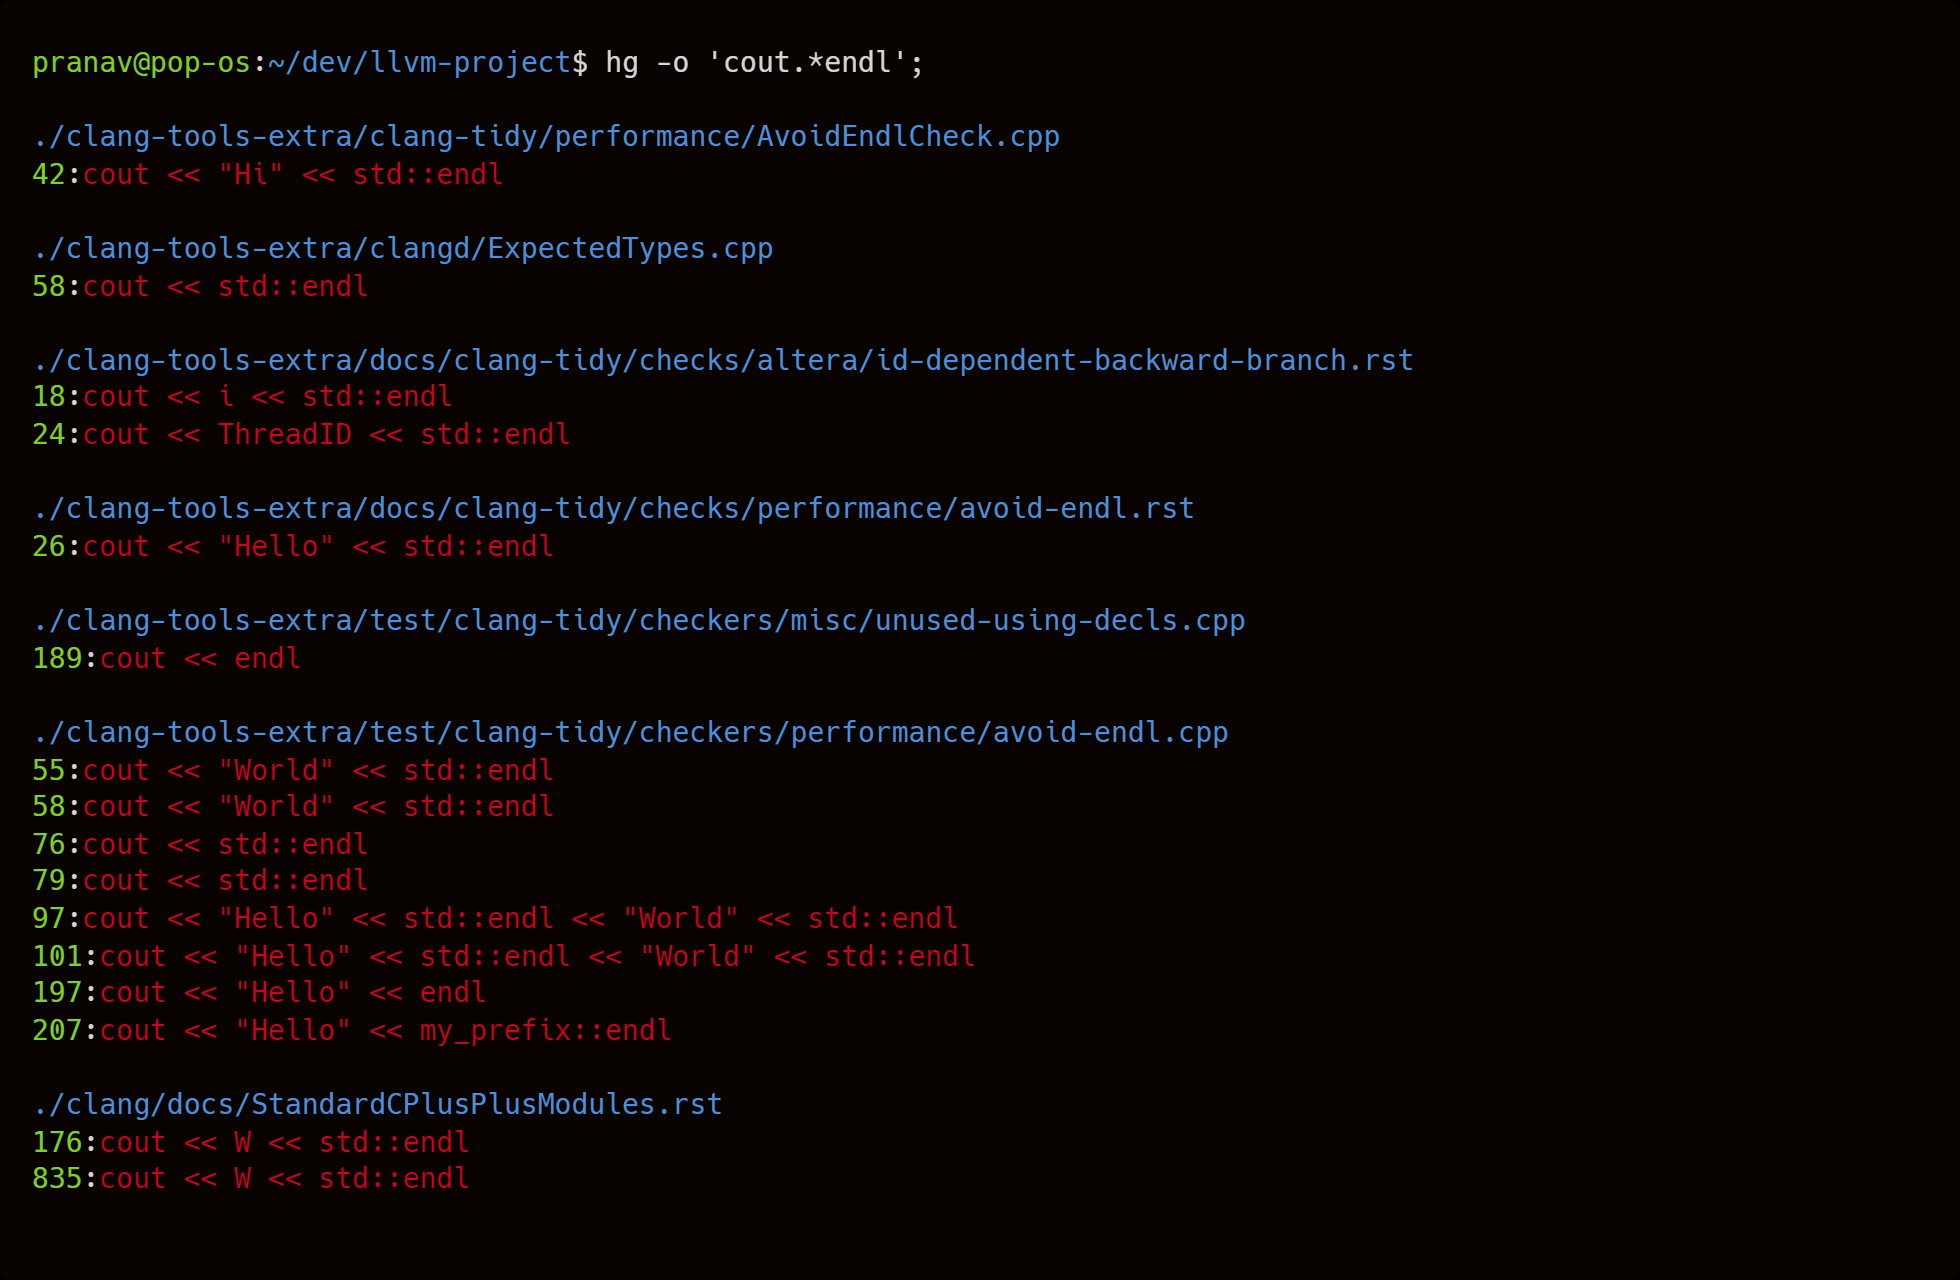 pranav@pop-os:~/dev/llvm-project$ hg -o 'cout.*endl';
./clang-tools-extra/clang-tidy/performance/AvoidEndlCheck.cpp
42:cout << "Hi" << std::endl
./clang-tools-extra/clangd/ExpectedTypes.cpp
58:cout << std::endl
./clang-tools-extra/docs/clang-tidy/checks/altera/id-dependent-backward-branch.rst
18:cout << i << std::endl
24:cout << ThreadID << std::endl
./clang-tools-extra/docs/clang-tidy/checks/performance/avoid-endl.rst
26:cout << "Hello" << std::endl
./clang-tools-extra/test/clang-tidy/checkers/misc/unused-using-decls.cpp
189:cout << endl
./clang-tools-extra/test/clang-tidy/checkers/performance/avoid-endl.cpp
55:cout << "World" << std::endl
58:cout << "World" << std::endl
76:cout << std::endl
79:cout << std::endl
97:cout << "Hello" << std::endl << "World" << std::endl
101:cout << "Hello" << std::endl << "World" << std::endl
197:cout << "Hello" << endl
207:cout << "Hello" << my_prefix::endl
./clang/docs/StandardCPlusPlusModules.rst
176:cout << W << std::endl
835:cout << W << std::endl